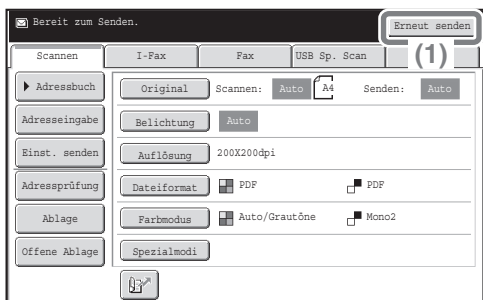 Bereit zum Senden.
Erneut senden
(1)
Scannen I-Fax Fax USB Sp. Scan
Adressbuch Original Scannen: Auto A4 Senden: Auto
Adresseingabe Belichtung Auto
Einst. senden Auflösung 200X200dpi
Adressprüfung Dateiformat PDF PDF
Ablage Farbmodus Auto/Grautöne Mono2
Offene Ablage Spezialmodi